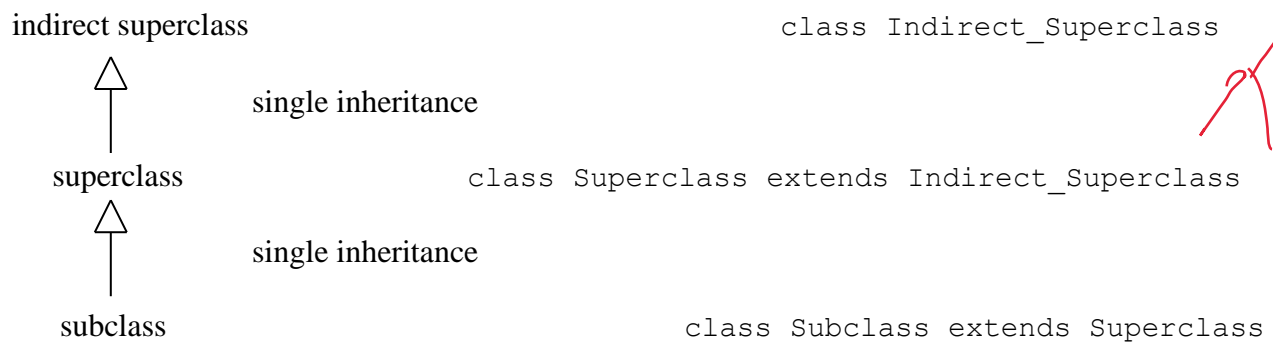 indirect superclass class Indirect_Superclass
single inheritance
superclass class Superclass extends Indirect_Superclass
single inheritance
subclass class Subclass extends Superclass